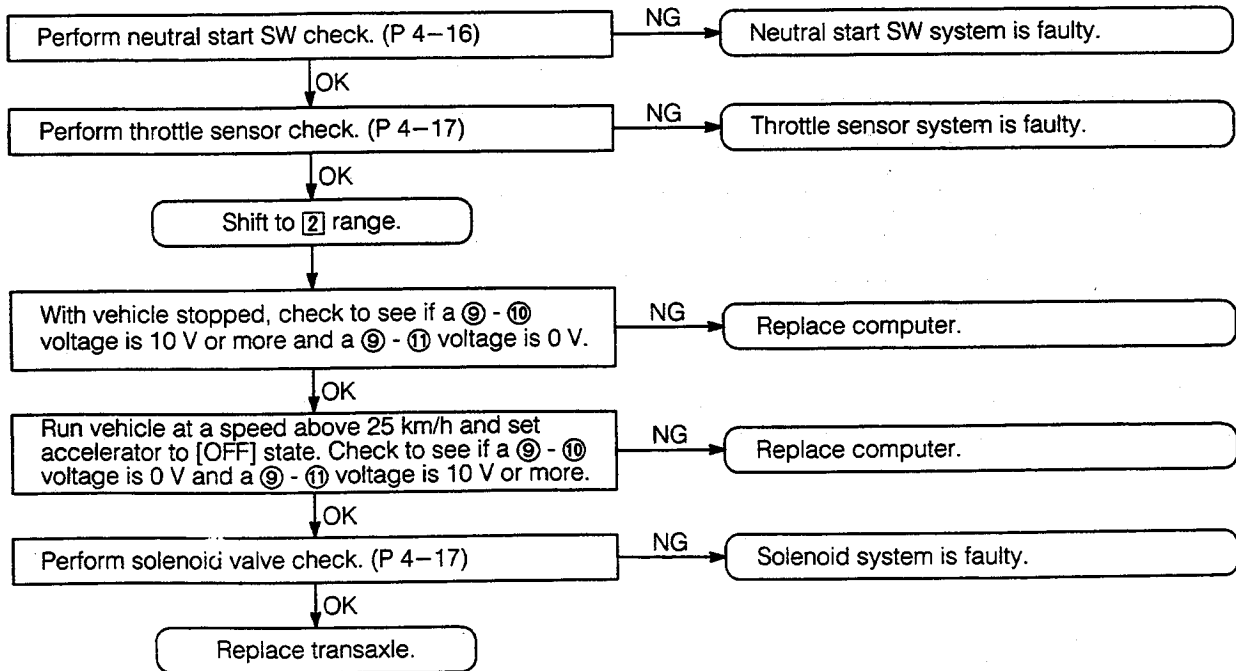 Perform neutral start SW check. (P 4–16)
NG
Neutral start SW system is faulty.
OK
Perform throttle sensor check. (P 4–17)
NG
Throttle sensor system is faulty.
OK
Shift to 2 range.
With vehicle stopped, check to see if a ⑨ - ⑩
voltage is 10 V or more and a ⑨ - ⑪ voltage is 0 V.
NG
Replace computer.
OK
Run vehicle at a speed above 25 km/h and set
accelerator to [OFF] state. Check to see if a ⑨ - ⑩
voltage is 0 V and a ⑨ - ⑪ voltage is 10 V or more.
NG
Replace computer.
OK
Perform solenoid valve check. (P 4–17)
NG
Solenoid system is faulty.
OK
Replace transaxle.